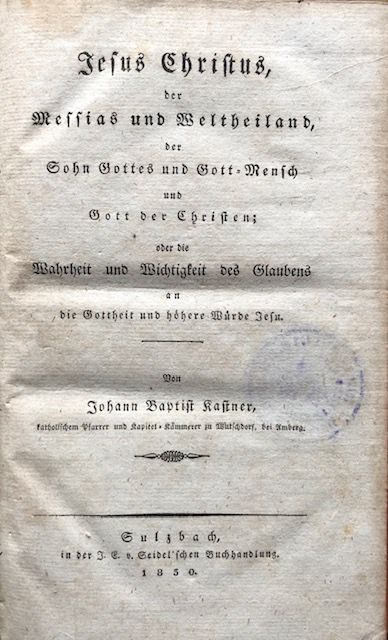 Jesus Christus,
der
Messias und Weltheiland,
der
Sohn Gottes und Gott-Mensch
und
Gott der Christen;
oder die
Wahrheit und Wichtigkeit des Glaubens
an
die Gottheit und höhere Würde Jesu.
Von
Johann Baptist Kastner,
katholischem Pfarrer und Kapitel-Kämmerer zu Wutschdorf, bei Amberg.
Sulzbach,
in der J. E. v. Seidel'schen Buchhandlung.
1830.